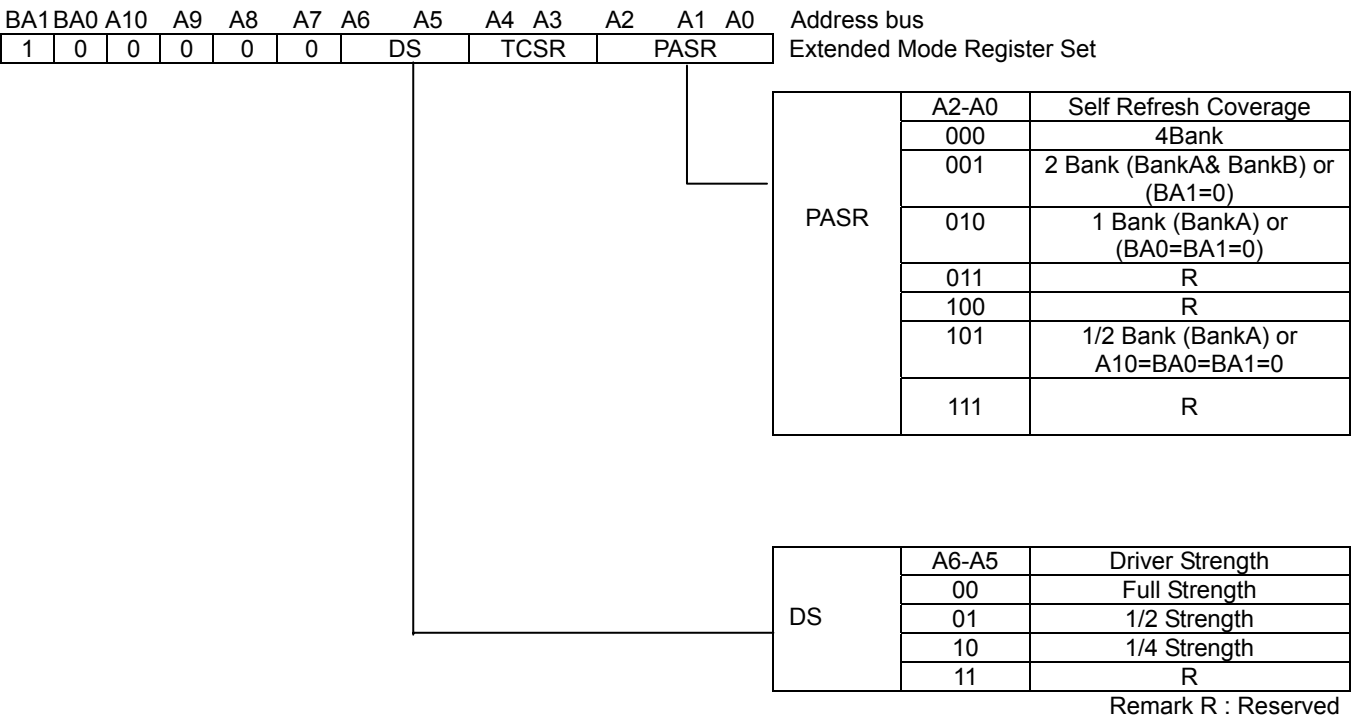 BA1 BA0 A10 A9 A8 A7 A6 A5 A4 A3 A2 A1 A0 Address bus
1 0 0 0 0 0 DS TCSR PASR Extended Mode Register Set
A2-A0 Self Refresh Coverage
000 4Bank
001 2 Bank (BankA& BankB) or
(BA1=0)
PASR 010 1 Bank (BankA) or
(BA0=BA1=0)
011 R
100 R
101 1/2 Bank (BankA) or
A10=BA0=BA1=0
111 R
A6-A5 Driver Strength
00 Full Strength
DS 01 1/2 Strength
10 1/4 Strength
11 R
Remark R : Reserved